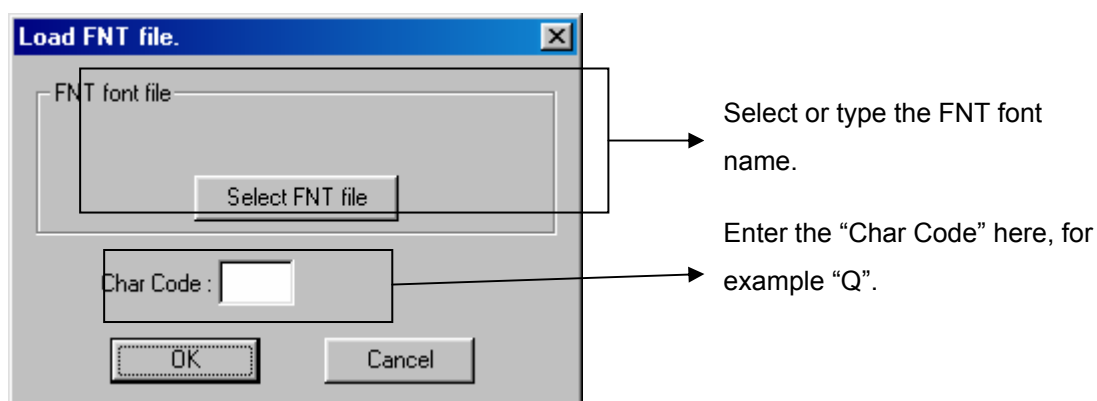 Load FNT file.
FNT font file
Select FNT file
Char Code :
OK
Cancel
Select or type the FNT font
name.
Enter the “Char Code” here, for
example “Q”.